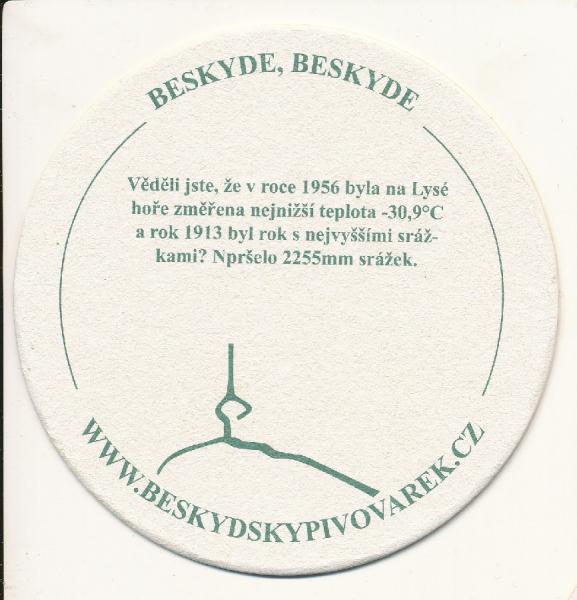 BESKYDE, BESKYDE
Věděli jste, že v roce 1956 byla na Lysé
hoře změřena nejnižší teplota -30,9°C
a rok 1913 byl rok s nejvyššími sráž-
kami? Npršelo 2255mm srážek.
WWW.BESKYDSKYPIVOVAREK.CZ